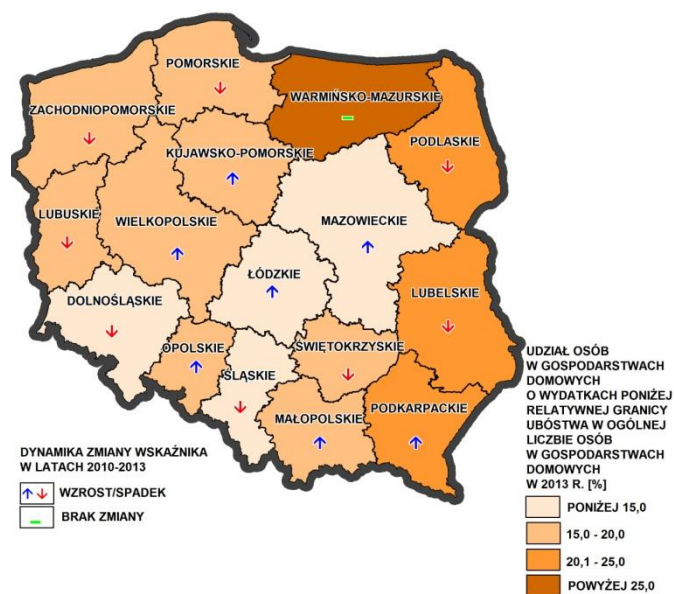 POMORSKIE
WARMIŃSKO-MAZURSKIE
ZACHODNIOPOMORSKIE
PODLASKIE
KUJAWSKO-POMORSKIE
LUBUSKIE
WIELKOPOLSKIE
MAZOWIECKIE
ŁÓDZKIE
LUBELSKIE
DOLNOŚLĄSKIE
OPOLSKIE
ŚWIĘTOKRZYSKIE
ŚLĄSKIE
MAŁOPOLSKIE
PODKARPACKIE
DYNAMIKA ZMIANY WSKAŹNIKA
W LATACH 2010-2013
WZROST/SPADEK
BRAK ZMIANY
UDZIAŁ OSÓB
W GOSPODARSTWACH
DOMOWYCH
O WYDATKACH PONIŻEJ
RELATYWNEJ GRANICY
UBÓSTWA W OGÓLNEJ
LICZBIE OSÓB
W GOSPODARSTWACH
DOMOWYCH
W 2013 R. [%]
PONIŻEJ 15,0
15,0 - 20,0
20,1 - 25,0
POWYŻEJ 25,0